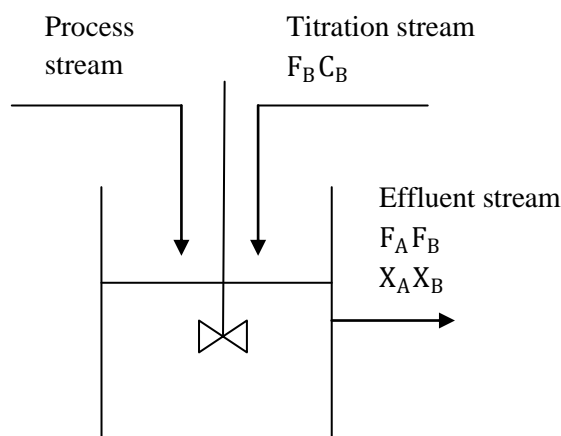 Process
stream
Titration stream
F_B C_B
Effluent stream
F_A F_B
X_A X_B